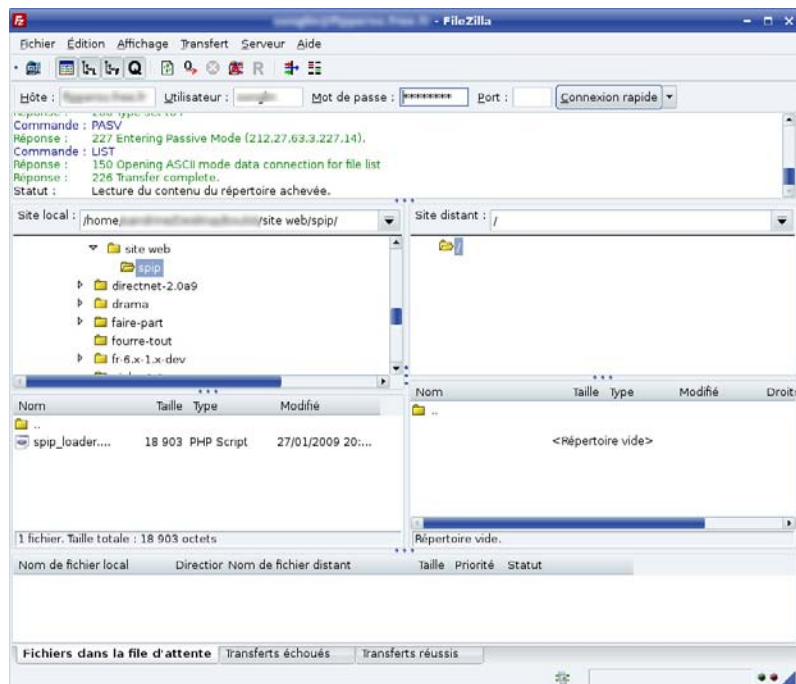 - FileZilla
Fichier Édition Affichage Transfert Serveur Aide
Hôte : Utilisateur : Mot de passe : ********* Port : Connexion rapide
Commande : PASV
Réponse : 227 Entering Passive Mode (212,27,63,3,227,14).
Commande : LIST
Réponse : 150 Opening ASCII mode data connection for file list
Réponse : 226 Transfer complete.
Statut : Lecture du contenu du répertoire achevée.
Site local : /home/ /site web/spip/
site web
spip
directnet-2.0a9
drama
faire-part
fourre-tout
fr-6.x-1.x-dev
Nom Taille Type Modifié
..
spip_loader.... 18 903 PHP Script 27/01/2009 20:...
1 fichier. Taille totale : 18 903 octets
Site distant : /
/
Nom Taille Type Modifié Droit:
..
<Répertoire vide>
Répertoire vide.
Nom de fichier local Direction Nom de fichier distant Taille Priorité Statut
Fichiers dans la file d'attente Transferts échoués Transferts réussis